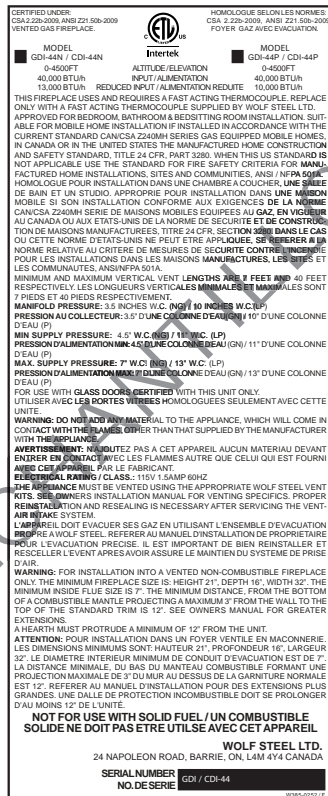 CERTIFIED UNDER:
CSA 2.22b-2009, ANSI Z21.50b-2009
VENTED GAS FIREPLACE.
HOMOLOGUE SELON LES NORMES:
CSA 2.22b-2009, ANSI Z21.50b-2009
FOYER GAZ AVEC EVACUATION.
ETL
C US
Intertek
MODEL
GDI-44N / CDI-44N
0-4500FT
40,000 BTU/h
13,000 BTU/h
ALTITUDE/ELEVATION
INPUT / ALIMENTATION
REDUCED INPUT / ALIMENTATION REDUITE
MODEL
GDI-44P / CDI-44P
0-4500FT
40,000 BTU/h
10,000 BTU/h
THIS FIREPLACE USES AND REQUIRES A FAST ACTING THERMOCOUPLE. REPLACE
ONLY WITH A FAST ACTING THERMOCOUPLE SUPPLIED BY WOLF STEEL LTD.
APPROVED FOR BEDROOM, BATHROOM & BEDSITTING ROOM INSTALLATION. SUIT-
ABLE FOR MOBILE HOME INSTALLATION IF INSTALLED IN ACCORDANCE WITH THE
CURRENT STANDARD CAN/CSA Z240MH SERIES GAS EQUIPPED MOBILE HOMES,
IN CANADA OR IN THE UNITED STATES THE MANUFACTURED HOME CONSTRUCTION
AND SAFETY STANDARD, TITLE 24 CFR, PART 3280. WHEN THIS US STANDARD IS
NOT APPLICABLE USE THE STANDARD FOR FIRE SAFETY CRITERIA FOR MANU-
FACTURED HOME INSTALLATIONS, SITES AND COMMUNITIES, ANSI / NFPA 501A.
HOMOLOGUE POUR INSTALLATION DANS UNE CHAMBRE A COUCHER, UNE SALLE
DE BAIN ET UN STUDIO. APPROPRIE POUR INSTALLATION DANS UNE MAISON
MOBILE SI SON INSTALLATION CONFORME AUX EXIGENCES DE LA NORME
CAN/CSA Z240MH SERIE DE MAISONS MOBILES EQUIPEES AU GAZ, EN VIGUEUR
AU CANADA OU AUX ETATS-UNIS DE LA NORME DE SECURITE ET DE CONSTRUC-
TION DE MAISONS MANUFACTUREES, TITRE 24 CFR, SECTION 3280. DANS LE CAS
OU CETTE NORME D'ETATS-UNIS NE PEUT ETRE APPLIQUEE, SE REFERER A LA
NORME RELATIVE AU CRITERE DE MESURES DE SECURITE CONTRE L'INCENDIE
POUR LES INSTALLATIONS DANS LES MAISONS MANUFACTURES, LES SITES ET
LES COMMUNAUTES, ANSI/NFPA 501A.
MINIMUM AND MAXIMUM VERTICAL VENT LENGTHS ARE 7 FEET AND 40 FEET
RESPECTIVELY. LES LONGUEURS VERTICALES MINIMALES ET MAXIMALES SONT
7 PIEDS ET 40 PIEDS RESPECTIVEMENT.
MANIFOLD PRESSURE: 3.5 INCHES W.C. (NG) / 10 INCHES W.C.(LP)
PRESSION AU COLLECTEUR: 3.5" D'UNE COLONNE D'EAU(GN) / 10" D'UNE COLONNE
D'EAU (P)
MIN SUPPLY PRESSURE: 4.5" W.C.(NG) / 11" W.C. (LP)
PRESSION D'ALIMENTATION MIN: 4.5" D'UNE COLONNE D'EAU (GN) / 11" D'UNE COLONNE
D'EAU (P)
MAX. SUPPLY PRESSURE: 7" W.C (NG) / 13" W.C. (LP)
PRESSION D'ALIMENTATION MAX: 7" D'UNE COLONNE D'EAU (GN) / 13" D'UNE COLONNE
D'EAU (P)
FOR USE WITH GLASS DOORS CERTIFIED WITH THIS UNIT ONLY.
UTILISER AVEC LES PORTES VITREES HOMOLOGUEES SEULEMENT AVEC CETTE
UNITE.
WARNING: DO NOT ADD ANY MATERIAL TO THE APPLIANCE, WHICH WILL COME IN
CONTACT WITH THE FLAMES, OTHER THAN THAT SUPPLIED BY THE MANUFACTURER
WITH THE APPLIANCE.
AVERTISSEMENT: N'AJOUTEZ PAS A CET APPAREIL AUCUN MATERIAU DEVANT
ENTRER EN CONTACT AVEC LES FLAMMES AUTRE QUE CELUI QUI EST FOURNI
AVEC CET APPAREIL PAR LE FABRICANT.
ELECTRICAL RATING / CLASS.: 115V 1.5AMP 60HZ
THE APPLIANCE MUST BE VENTED USING THE APPROPRIATE WOLF STEEL VENT
KITS. SEE OWNERS INSTALLATION MANUAL FOR VENTING SPECIFICS. PROPER
REINSTALLATION AND RESEALING IS NECESSARY AFTER SERVICING THE VENT-
AIR INTAKE SYSTEM.
L'APPAREIL DOIT EVACUER SES GAZ EN UTILISANT L'ENSEMBLE D'EVACUATION
PROPRE A WOLF STEEL. REFERER AU MANUEL D'INSTALLATION DE PROPRIETAIRE
POUR L'EVACUATION PRECISE. IL EST IMPORTANT DE BIEN REINSTALLER ET
RESCELLER L'EVENT APRES AVOIR ASSURE LE MAINTIEN DU SYSTEME DE PRISE
D'AIR.
WARNING: FOR INSTALLATION INTO A VENTED NON-COMBUSTIBLE FIREPLACE
ONLY. THE MINIMUM FIREPLACE SIZE IS: HEIGHT 21", DEPTH 16", WIDTH 32". THE
MINIMUM INSIDE FLUE SIZE IS 7". THE MINIMUM DISTANCE, FROM THE BOTTOM
OF A COMBUSTIBLE MANTLE PROJECTING A MAXIMUM 3" FROM THE WALL TO THE
TOP OF THE STANDARD TRIM IS 12". SEE OWNERS MANUAL FOR GREATER
EXTENSIONS.
A HEARTH MUST PROTRUDE A MINIMUM OF 12" FROM THE UNIT.
ATTENTION: POUR INSTALLATION DANS UN FOYER VENTILE EN MACONNERIE.
LES DIMENSIONS MINIMUMS SONT: HAUTEUR 21", PROFONDEUR 16", LARGEUR
32". LE DIAMETRE INTERIEUR MINIMUM DE CONDUIT D'EVACUATION EST DE 7".
LA DISTANCE MINIMALE, DU BAS DU MANTEAU COMBUSTIBLE FORMANT UNE
PROJECTION MAXIMALE DE 3" DU MUR AU DESSUS DE LA GARNITURE NORMALE
EST 12". REFERER AU MANUEL D'INSTALLATION POUR DES EXTENSIONS PLUS
GRANDES. UNE DALLE DE PROTECTION INCOMBUSTIBLE DOIT SE PROLONGER
D'AU MOINS 12" DE L'UNITÉ.
NOT FOR USE WITH SOLID FUEL / UN COMBUSTIBLE
SOLIDE NE DOIT PAS ETRE UTILSE AVEC CET APPAREIL
WOLF STEEL LTD.
24 NAPOLEON ROAD, BARRIE, ON, L4M 4Y4 CANADA
SERIAL NUMBER
NO. DE SERIE
GDI / CDI-44
W385-0257 / E